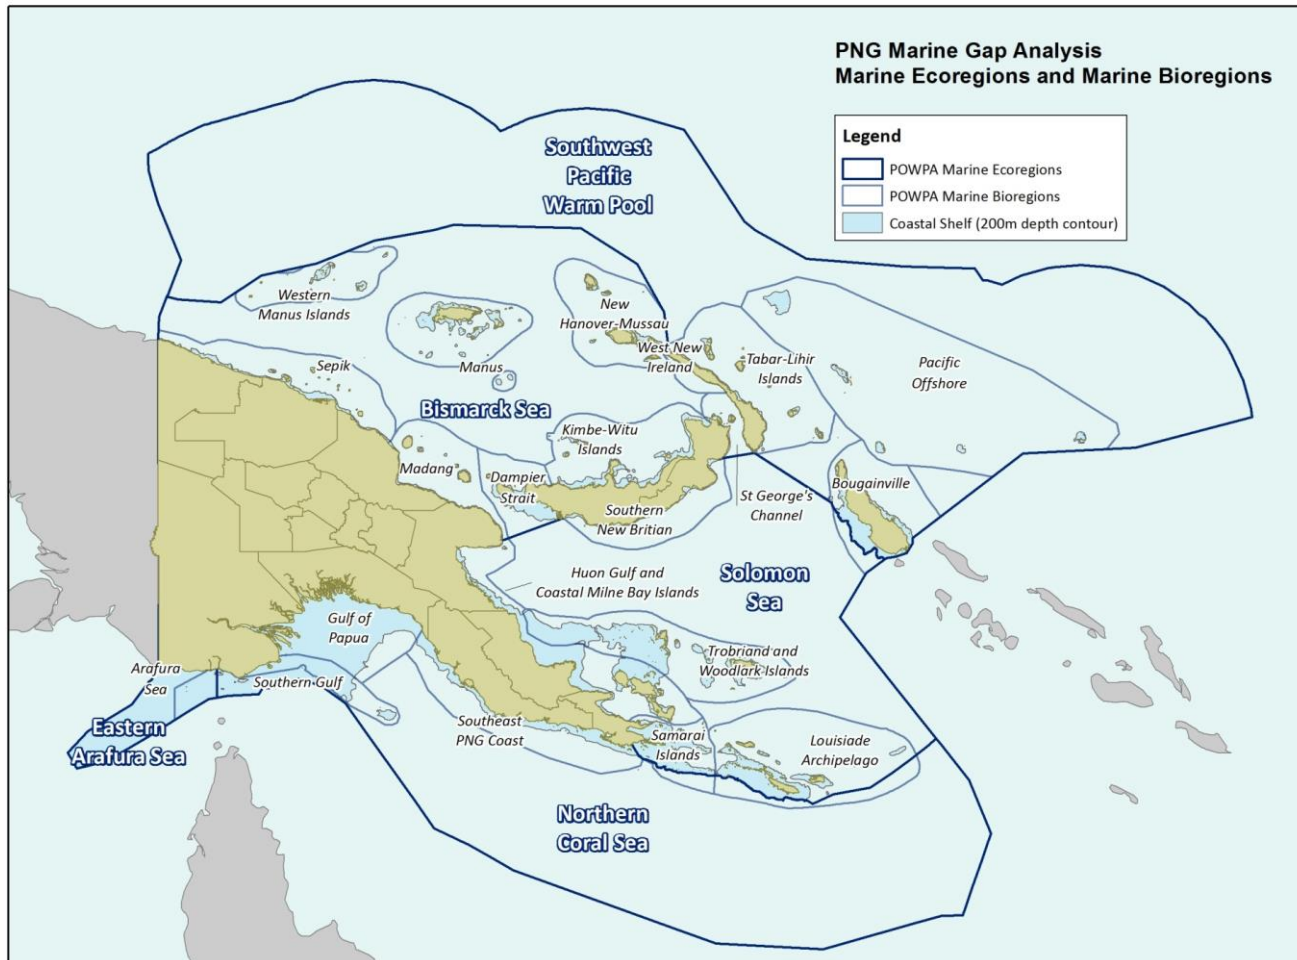 PNG Marine Gap Analysis
Marine Ecoregions and Marine Bioregions
Legend
POWPA Marine Ecoregions
POWPA Marine Bioregions
Coastal Shelf (200m depth contour)
Southwest
Pacific
Warm Pool
Western
Manus Islands
New
Hanover-Mussau
West New
Ireland
Tabar-Lihir
Islands
Pacific
Offshore
Sepik
Manus
Bismarck Sea
Kimbe-Witu
Islands
Madang
Dampier
Strait
Southern
New Britian
St George's
Channel
Bougainville
Huon Gulf and
Coastal Milne Bay Islands
Solomon
Sea
Gulf of
Papua
Trobriand and
Woodlark Islands
Arafura
Sea
Southern Gulf
Eastern
Arafura Sea
Southeast
PNG Coast
Samarai
Islands
Louisiade
Archipelago
Northern
Coral Sea